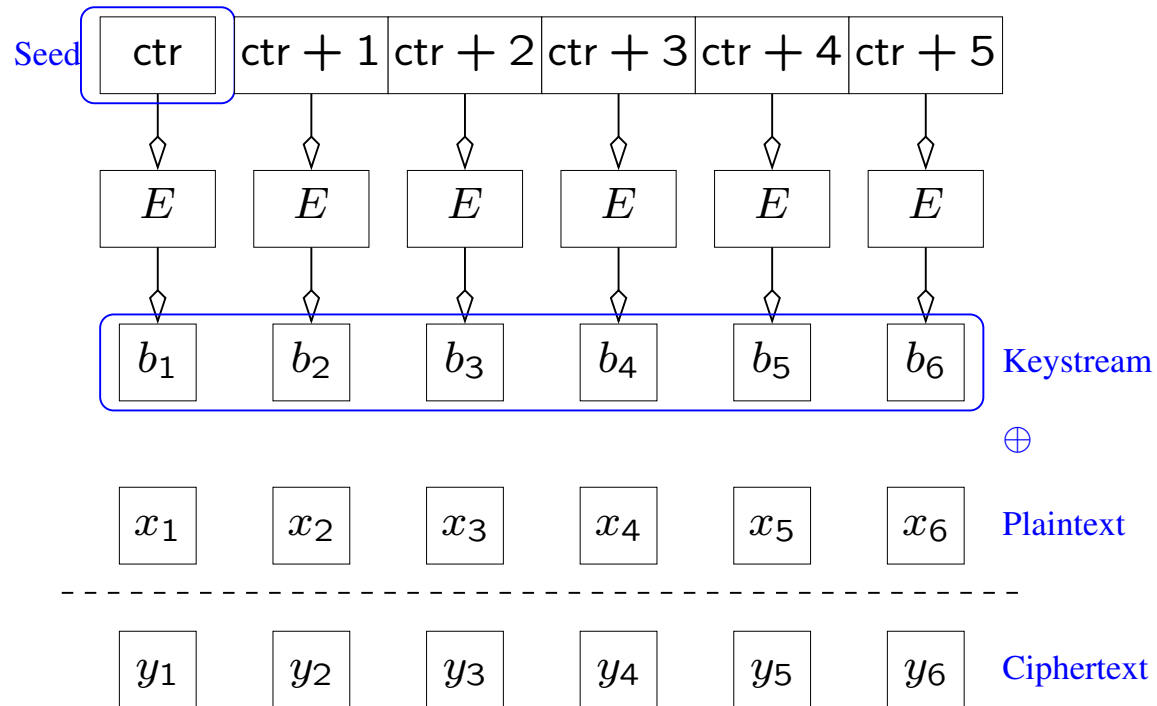 Seed ctr ctr + 1 ctr + 2 ctr + 3 ctr + 4 ctr + 5
E E E E E E
b₁ b₂ b₃ b₄ b₅ b₆ Keystream
⊕
x₁ x₂ x₃ x₄ x₅ x₆ Plaintext
y₁ y₂ y₃ y₄ y₅ y₆ Ciphertext